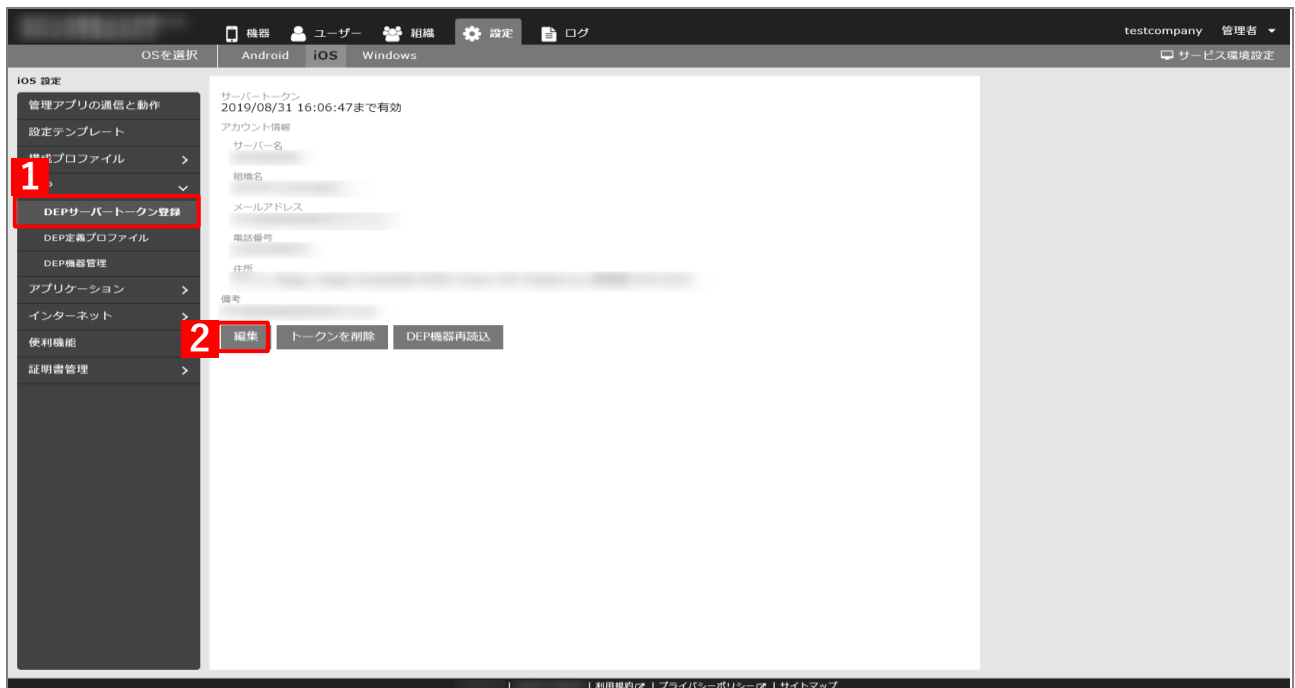 機器 ユーザー 組織 設定 ログ testcompany 管理者
OSを選択 Android iOS Windows サービス環境設定
iOS 設定
管理アプリの通信と動作
設定テンプレート
構成プロファイル
1
DEPサーバートークン登録
DEP定義プロファイル
DEP機器管理
アプリケーション
インターネット
便利機能
証明書管理
サーバートークン
2019/08/31 16:06:47まで有効
アカウント情報
サーバー名
組織名
メールアドレス
電話番号
住所
備考
2
編集 トークンを削除 DEP機器再読込
| | 利用規約 | プライバシーポリシー | サイトマップ